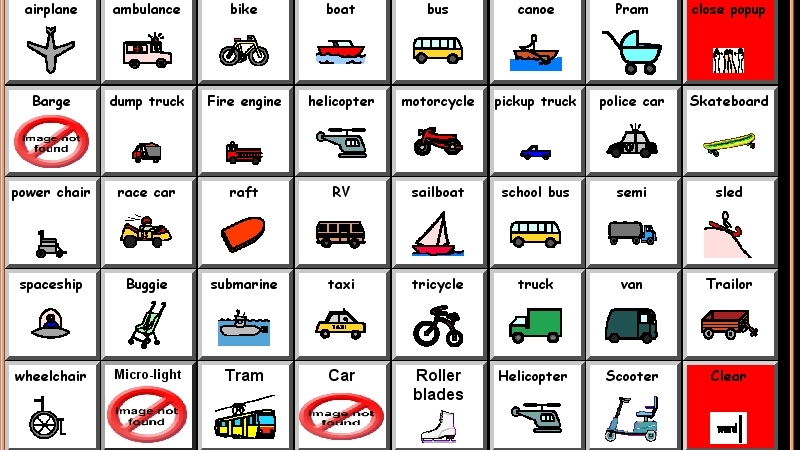 airplane ambulance bike boat bus canoe Pram close popup
Barge dump truck Fire engine helicopter motorcycle pickup truck police car Skateboard
Image not
found
power chair race car raft RV sailboat school bus semi sled
spaceship Buggie submarine taxi tricycle truck van Trailor
TAXI
wheelchair Micro-light Tram Car Roller
blades Helicopter Scooter Clear
Image not
found
Image not
found
word